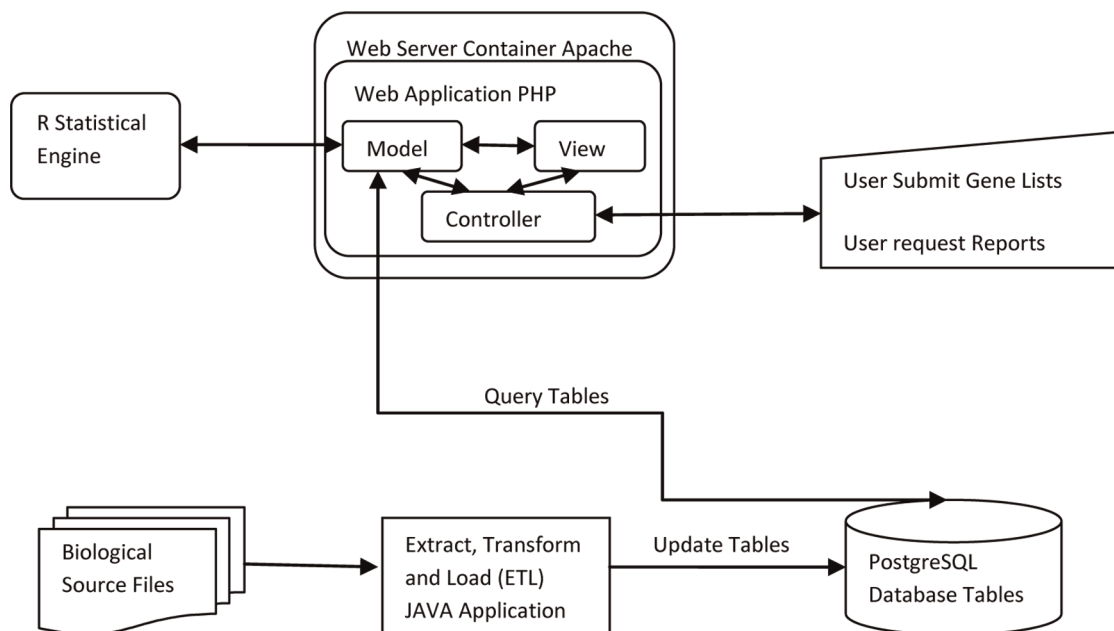 Web Server Container Apache
Web Application PHP
R Statistical
Engine
Model
View
Controller
User Submit Gene Lists
User request Reports
Query Tables
Biological
Source Files
Extract, Transform
and Load (ETL)
JAVA Application
Update Tables
PostgreSQL
Database Tables